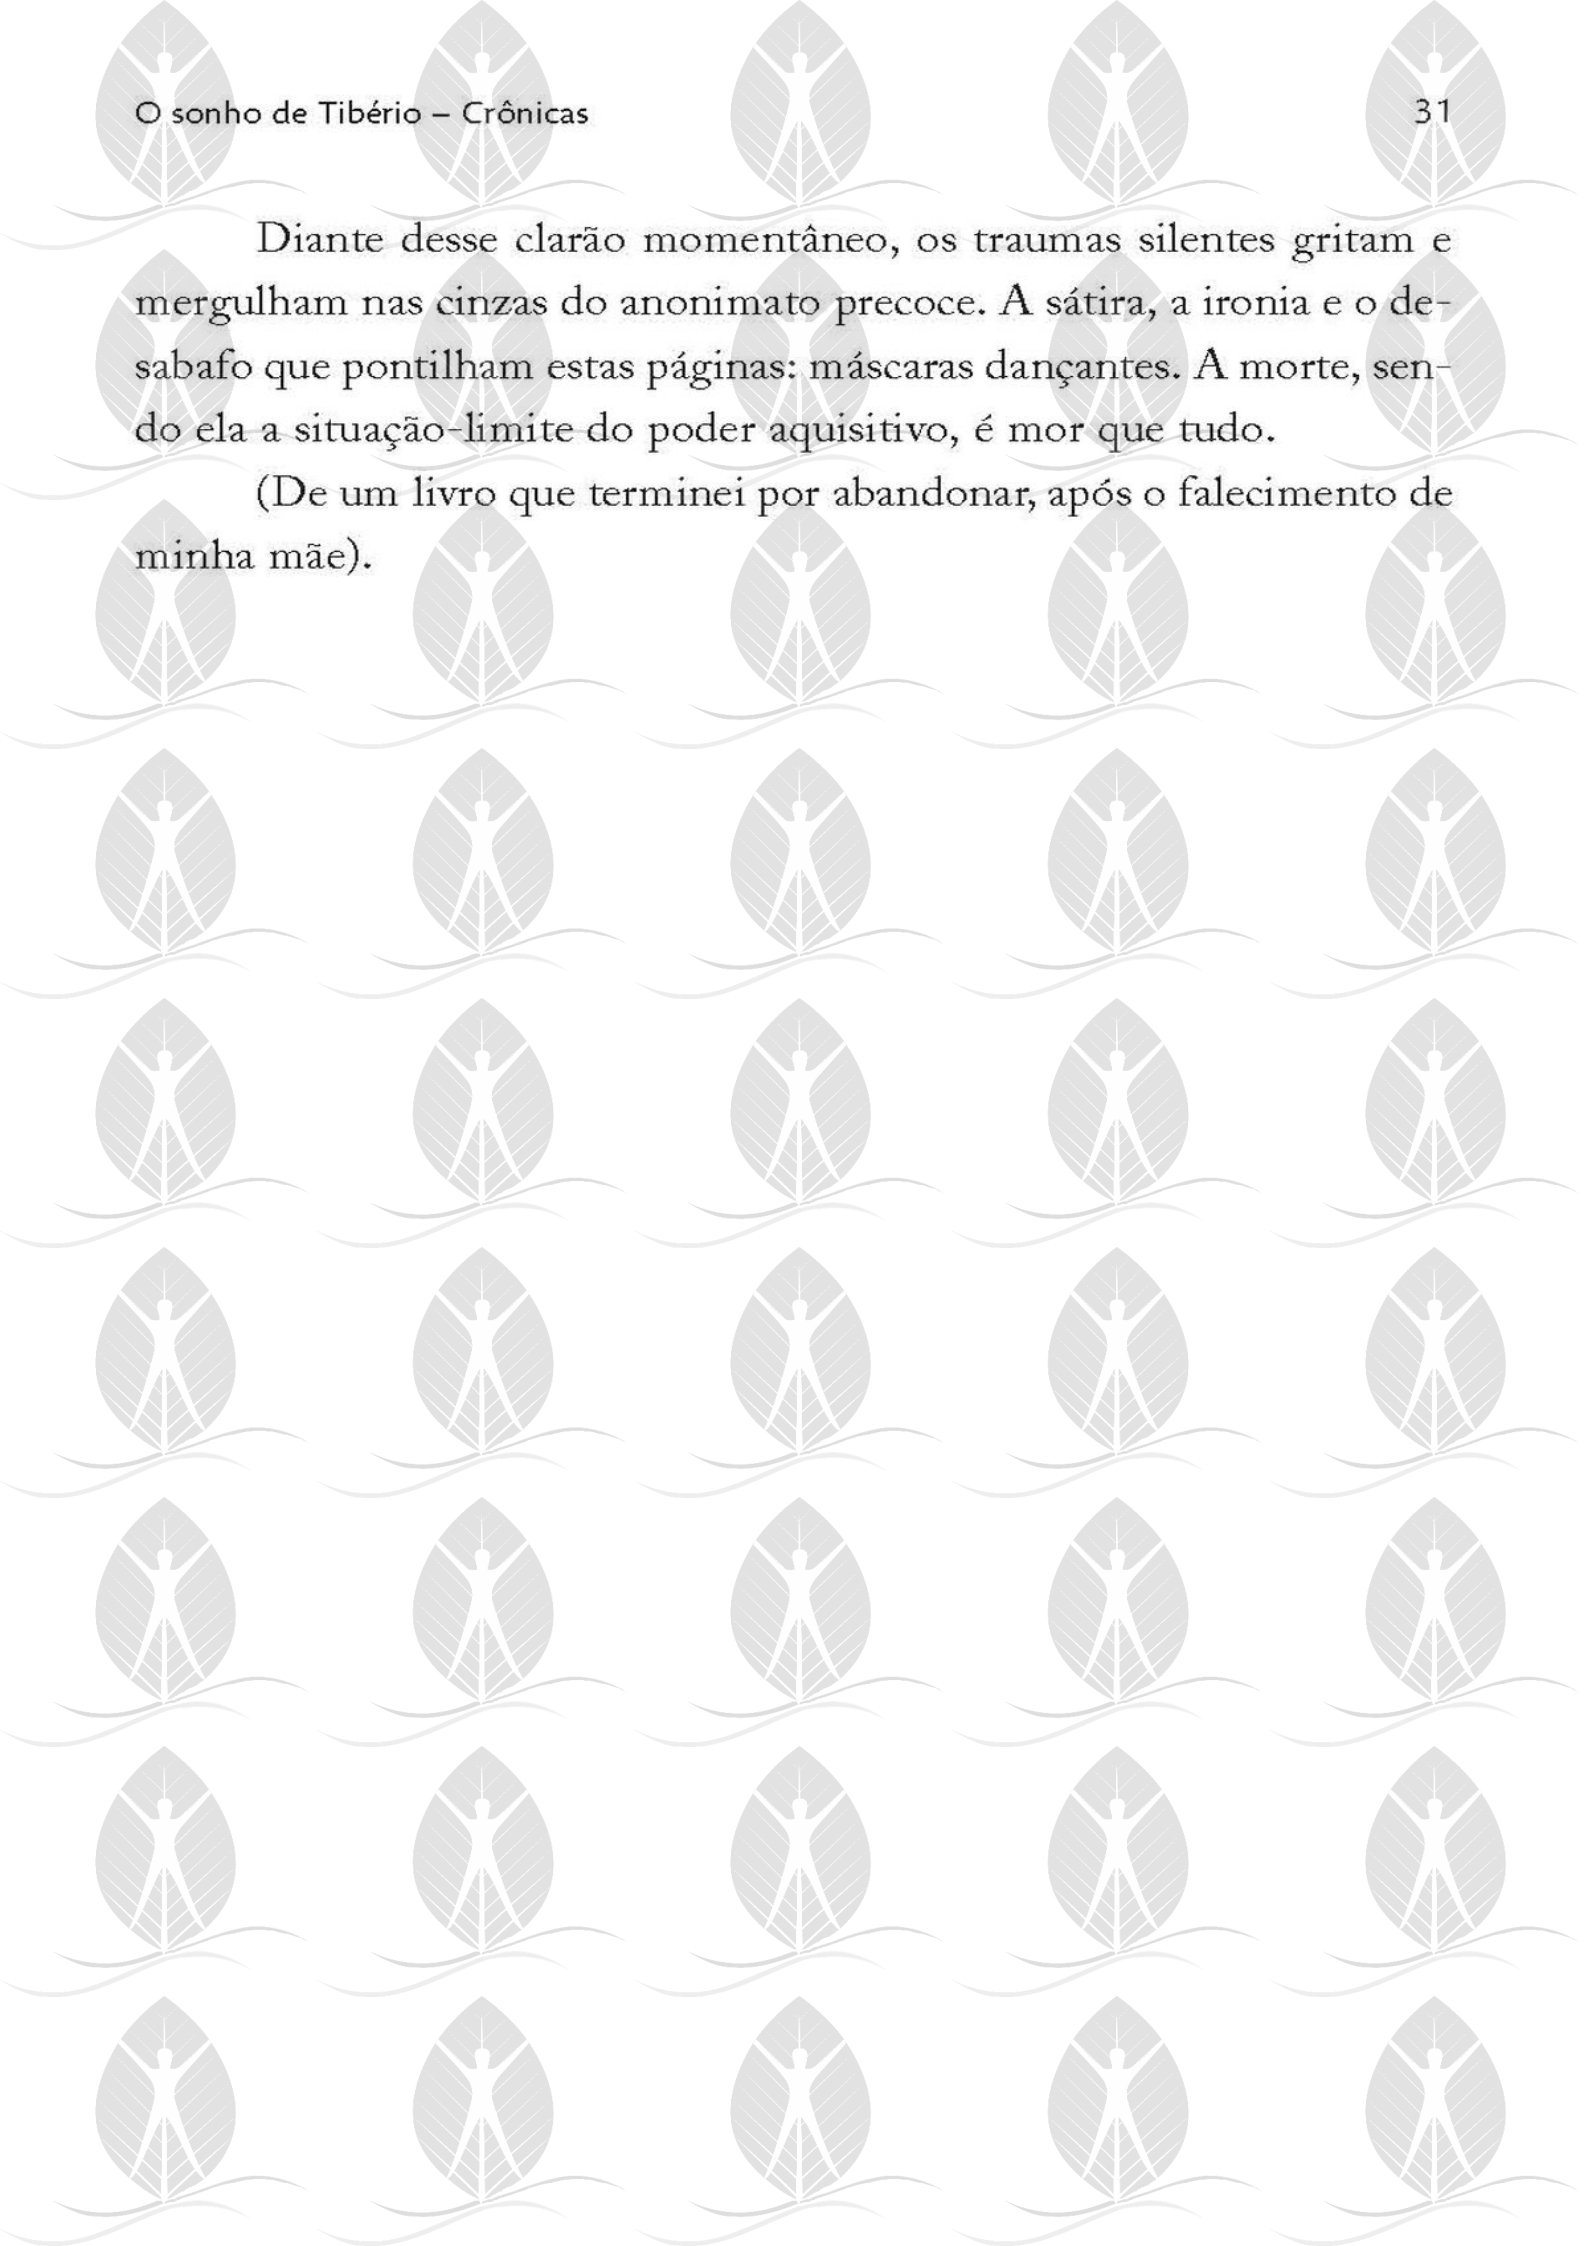 O sonho de Tibério – Crônicas 31
Diante desse clarão momentâneo, os traumas silentes gritam e
mergulham nas cinzas do anonimato precoce. A sátira, a ironia e o de-
sabafo que pontilham estas páginas: máscaras dançantes. A morte, sen-
do ela a situação-limite do poder aquisitivo, é mor que tudo.
(De um livro que terminei por abandonar, após o falecimento de
minha mãe).